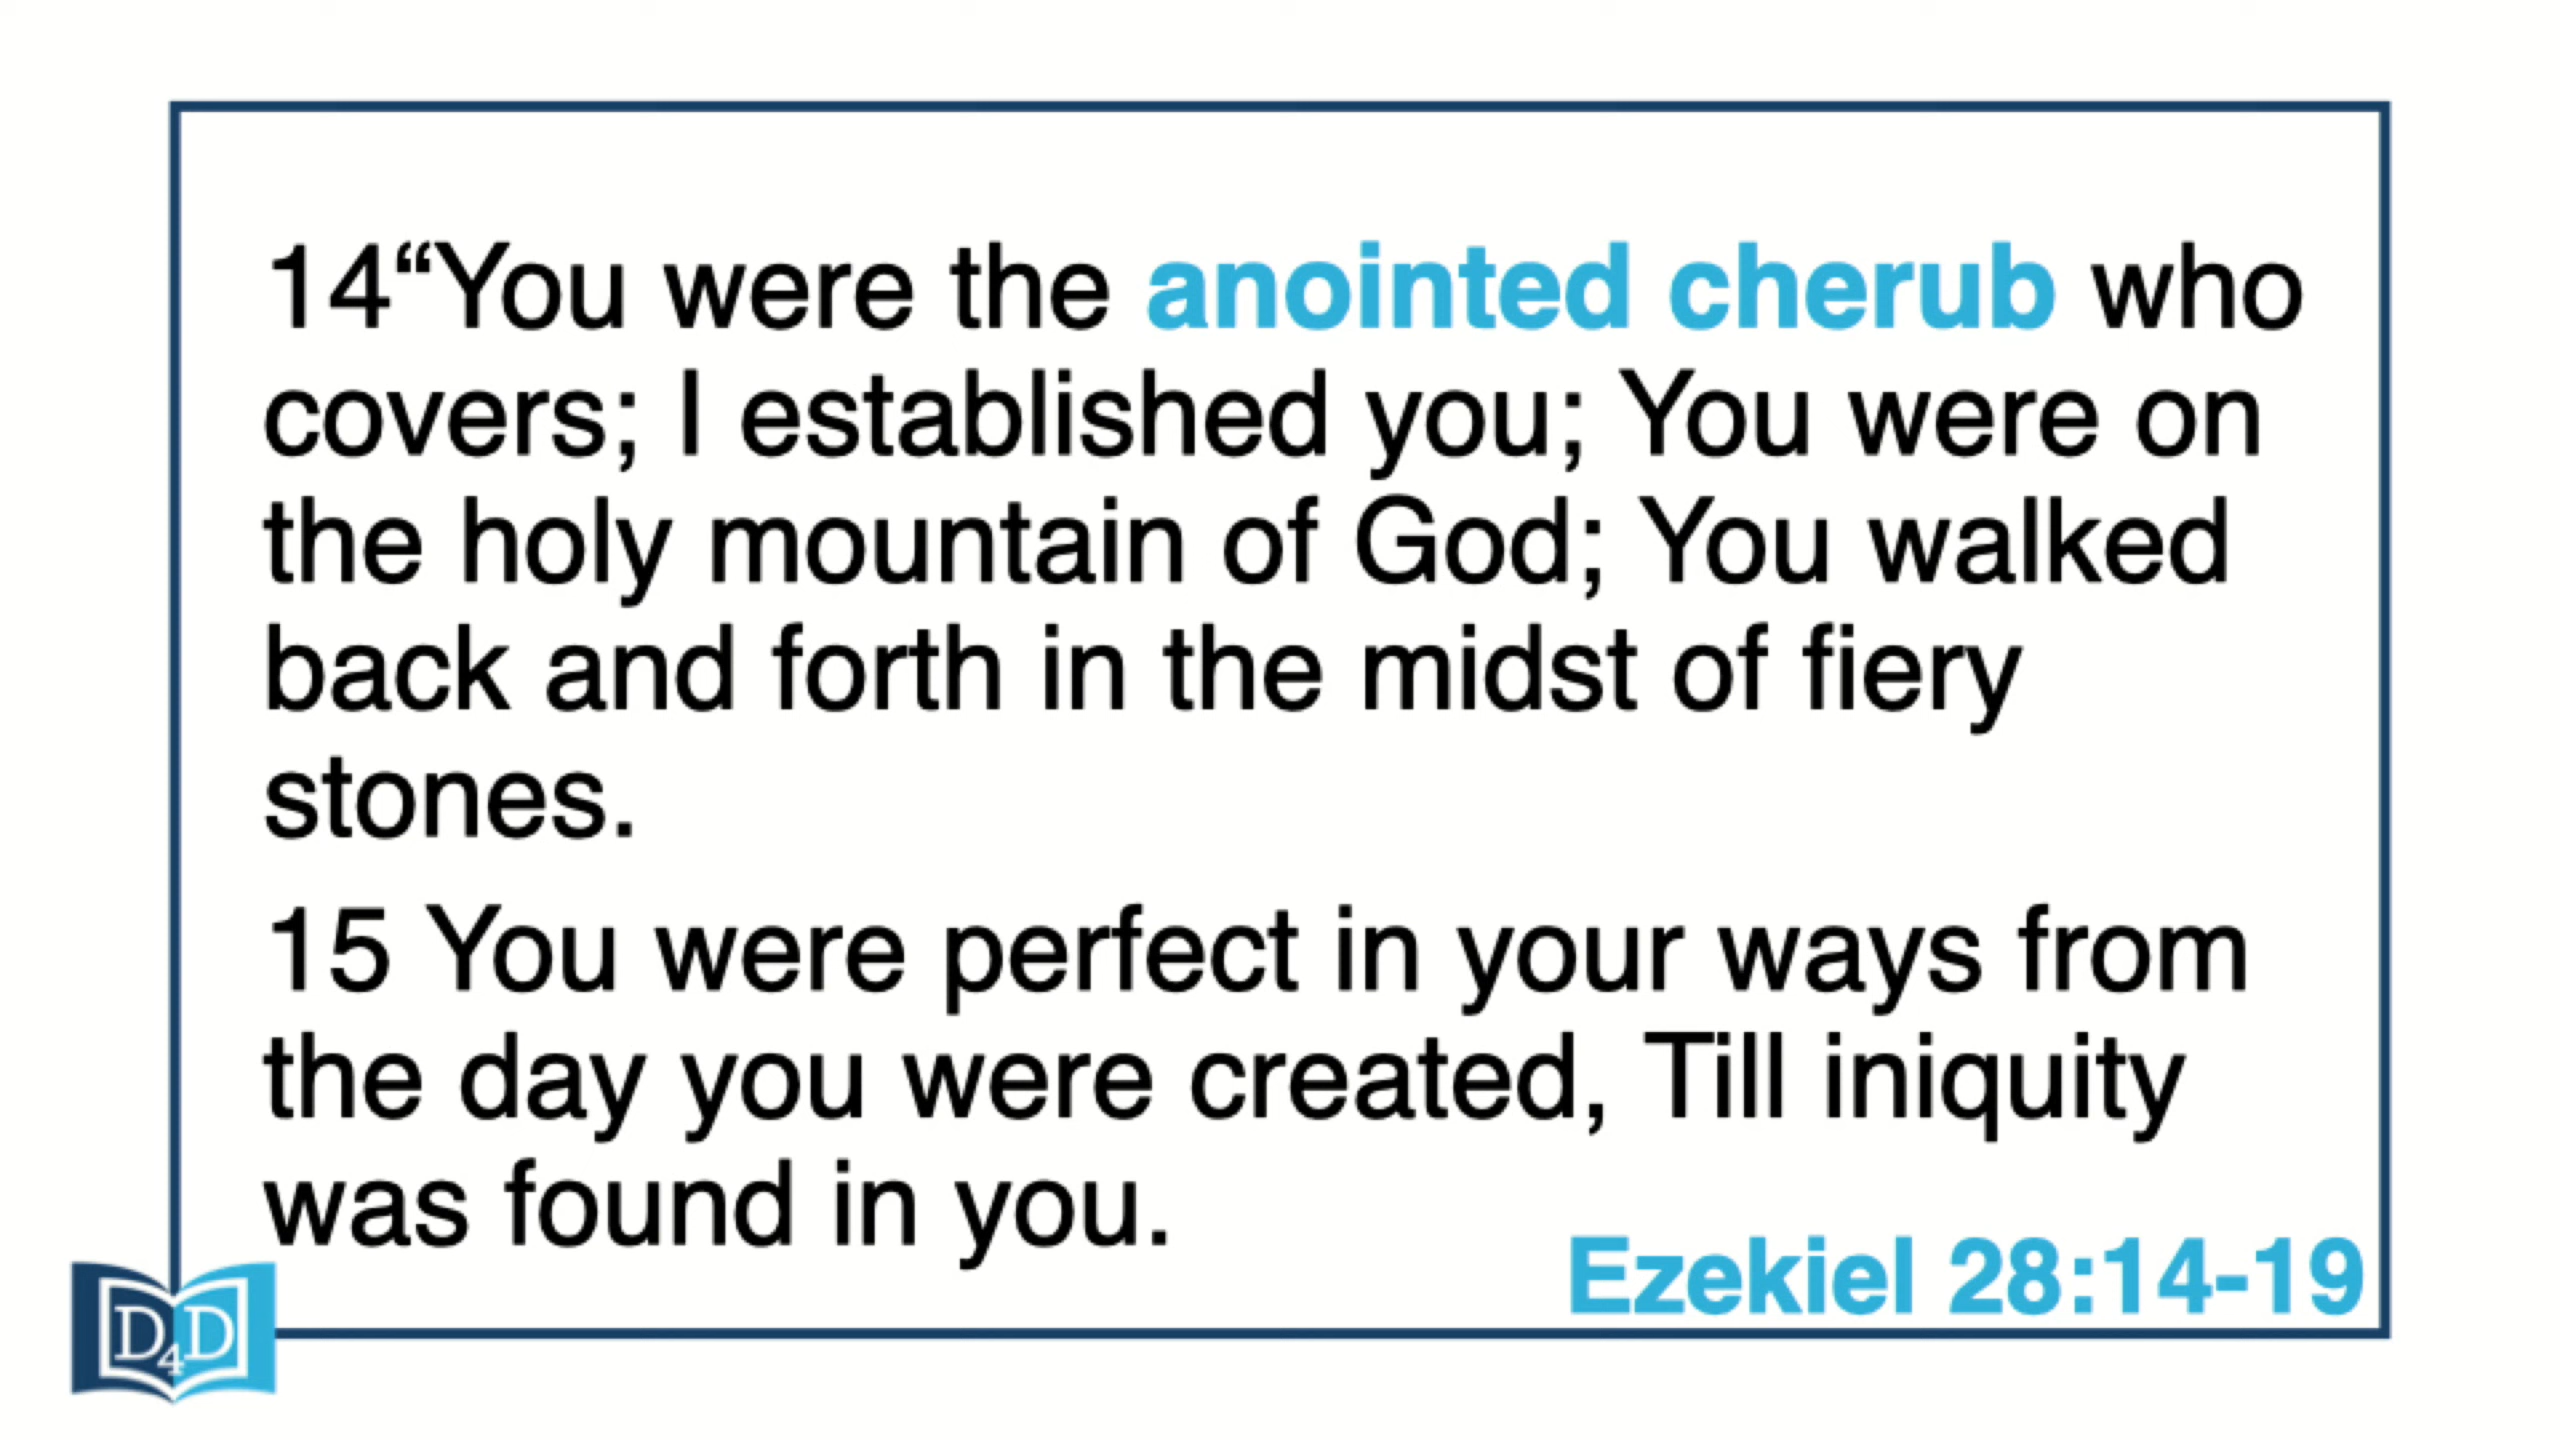 14“You were the anointed cherub who
covers; I established you; You were on
the holy mountain of God; You walked
back and forth in the midst of fiery
stones.
15 You were perfect in your ways from
the day you were created, Till iniquity
was found in you.
Ezekiel 28:14-19
D4D